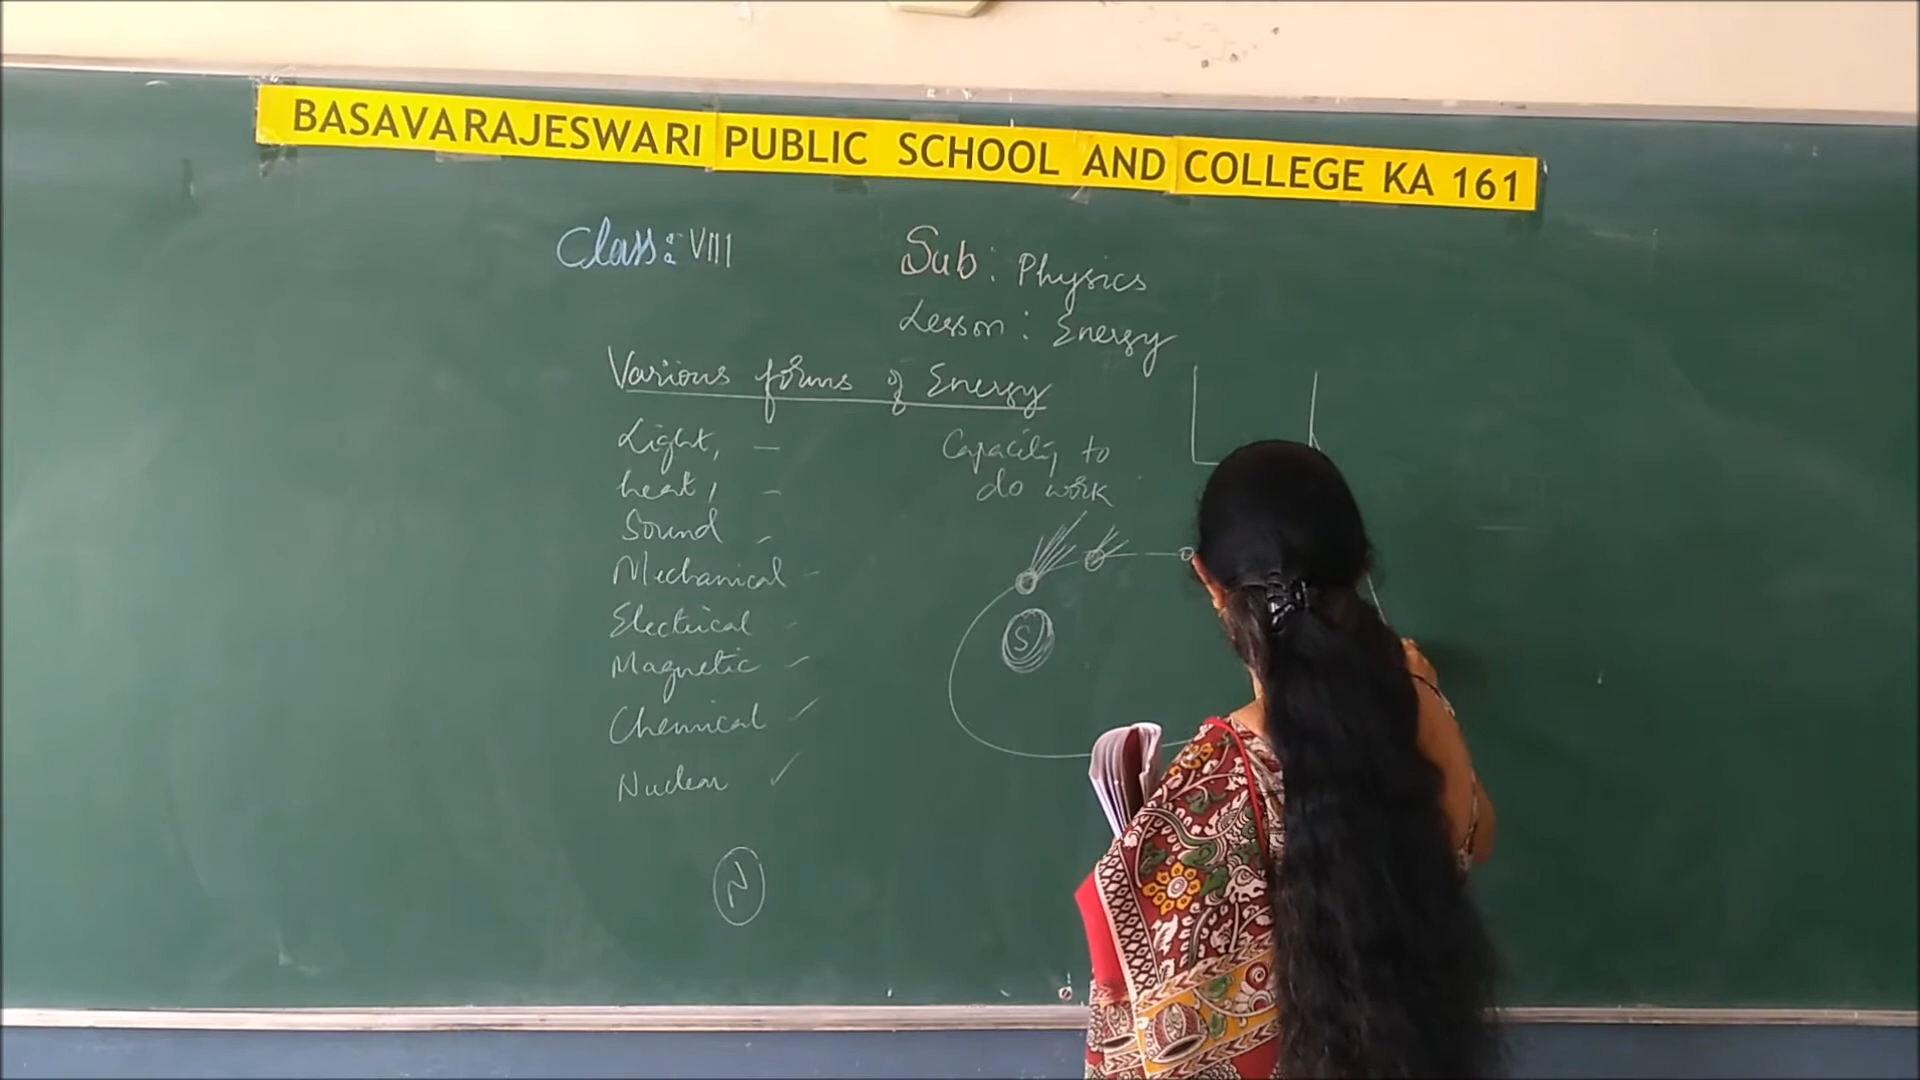 BASAVARAJESWARI PUBLIC SCHOOL AND COLLEGE KA 161
Class: VIII
Sub: Physics
Lesson: Energy
Various forms of Energy
Light, —
heat, –
Sound –
Mechanical –
Electrical –
Magnetic –
Chemical ✓
Nuclear ✓
Capacity to
do work
S
N